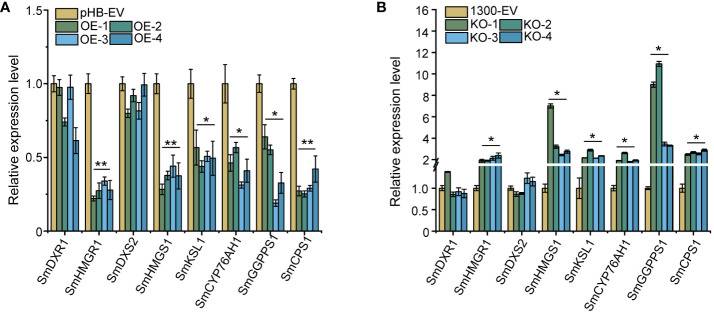 A
B
pHB-EV
OE-1 OE-2
OE-3 OE-4
Relative expression level
1.5
1.0
0.5
0
** ** * * * **
SmDXR1
SmHMGR1
SmDXS2
SmHMGS1
SmKSL1
SmCYP76AH1
SmGGPPS1
SmCPS1
1300-EV
KO-1 KO-2
KO-3 KO-4
Relative expression level
16
14
12
10
8
6
4
2
1.5
1.0
0.5
0
* * * * * *
SmDXR1
SmHMGR1
SmDXS2
SmHMGS1
SmKSL1
SmCYP76AH1
SmGGPPS1
SmCPS1